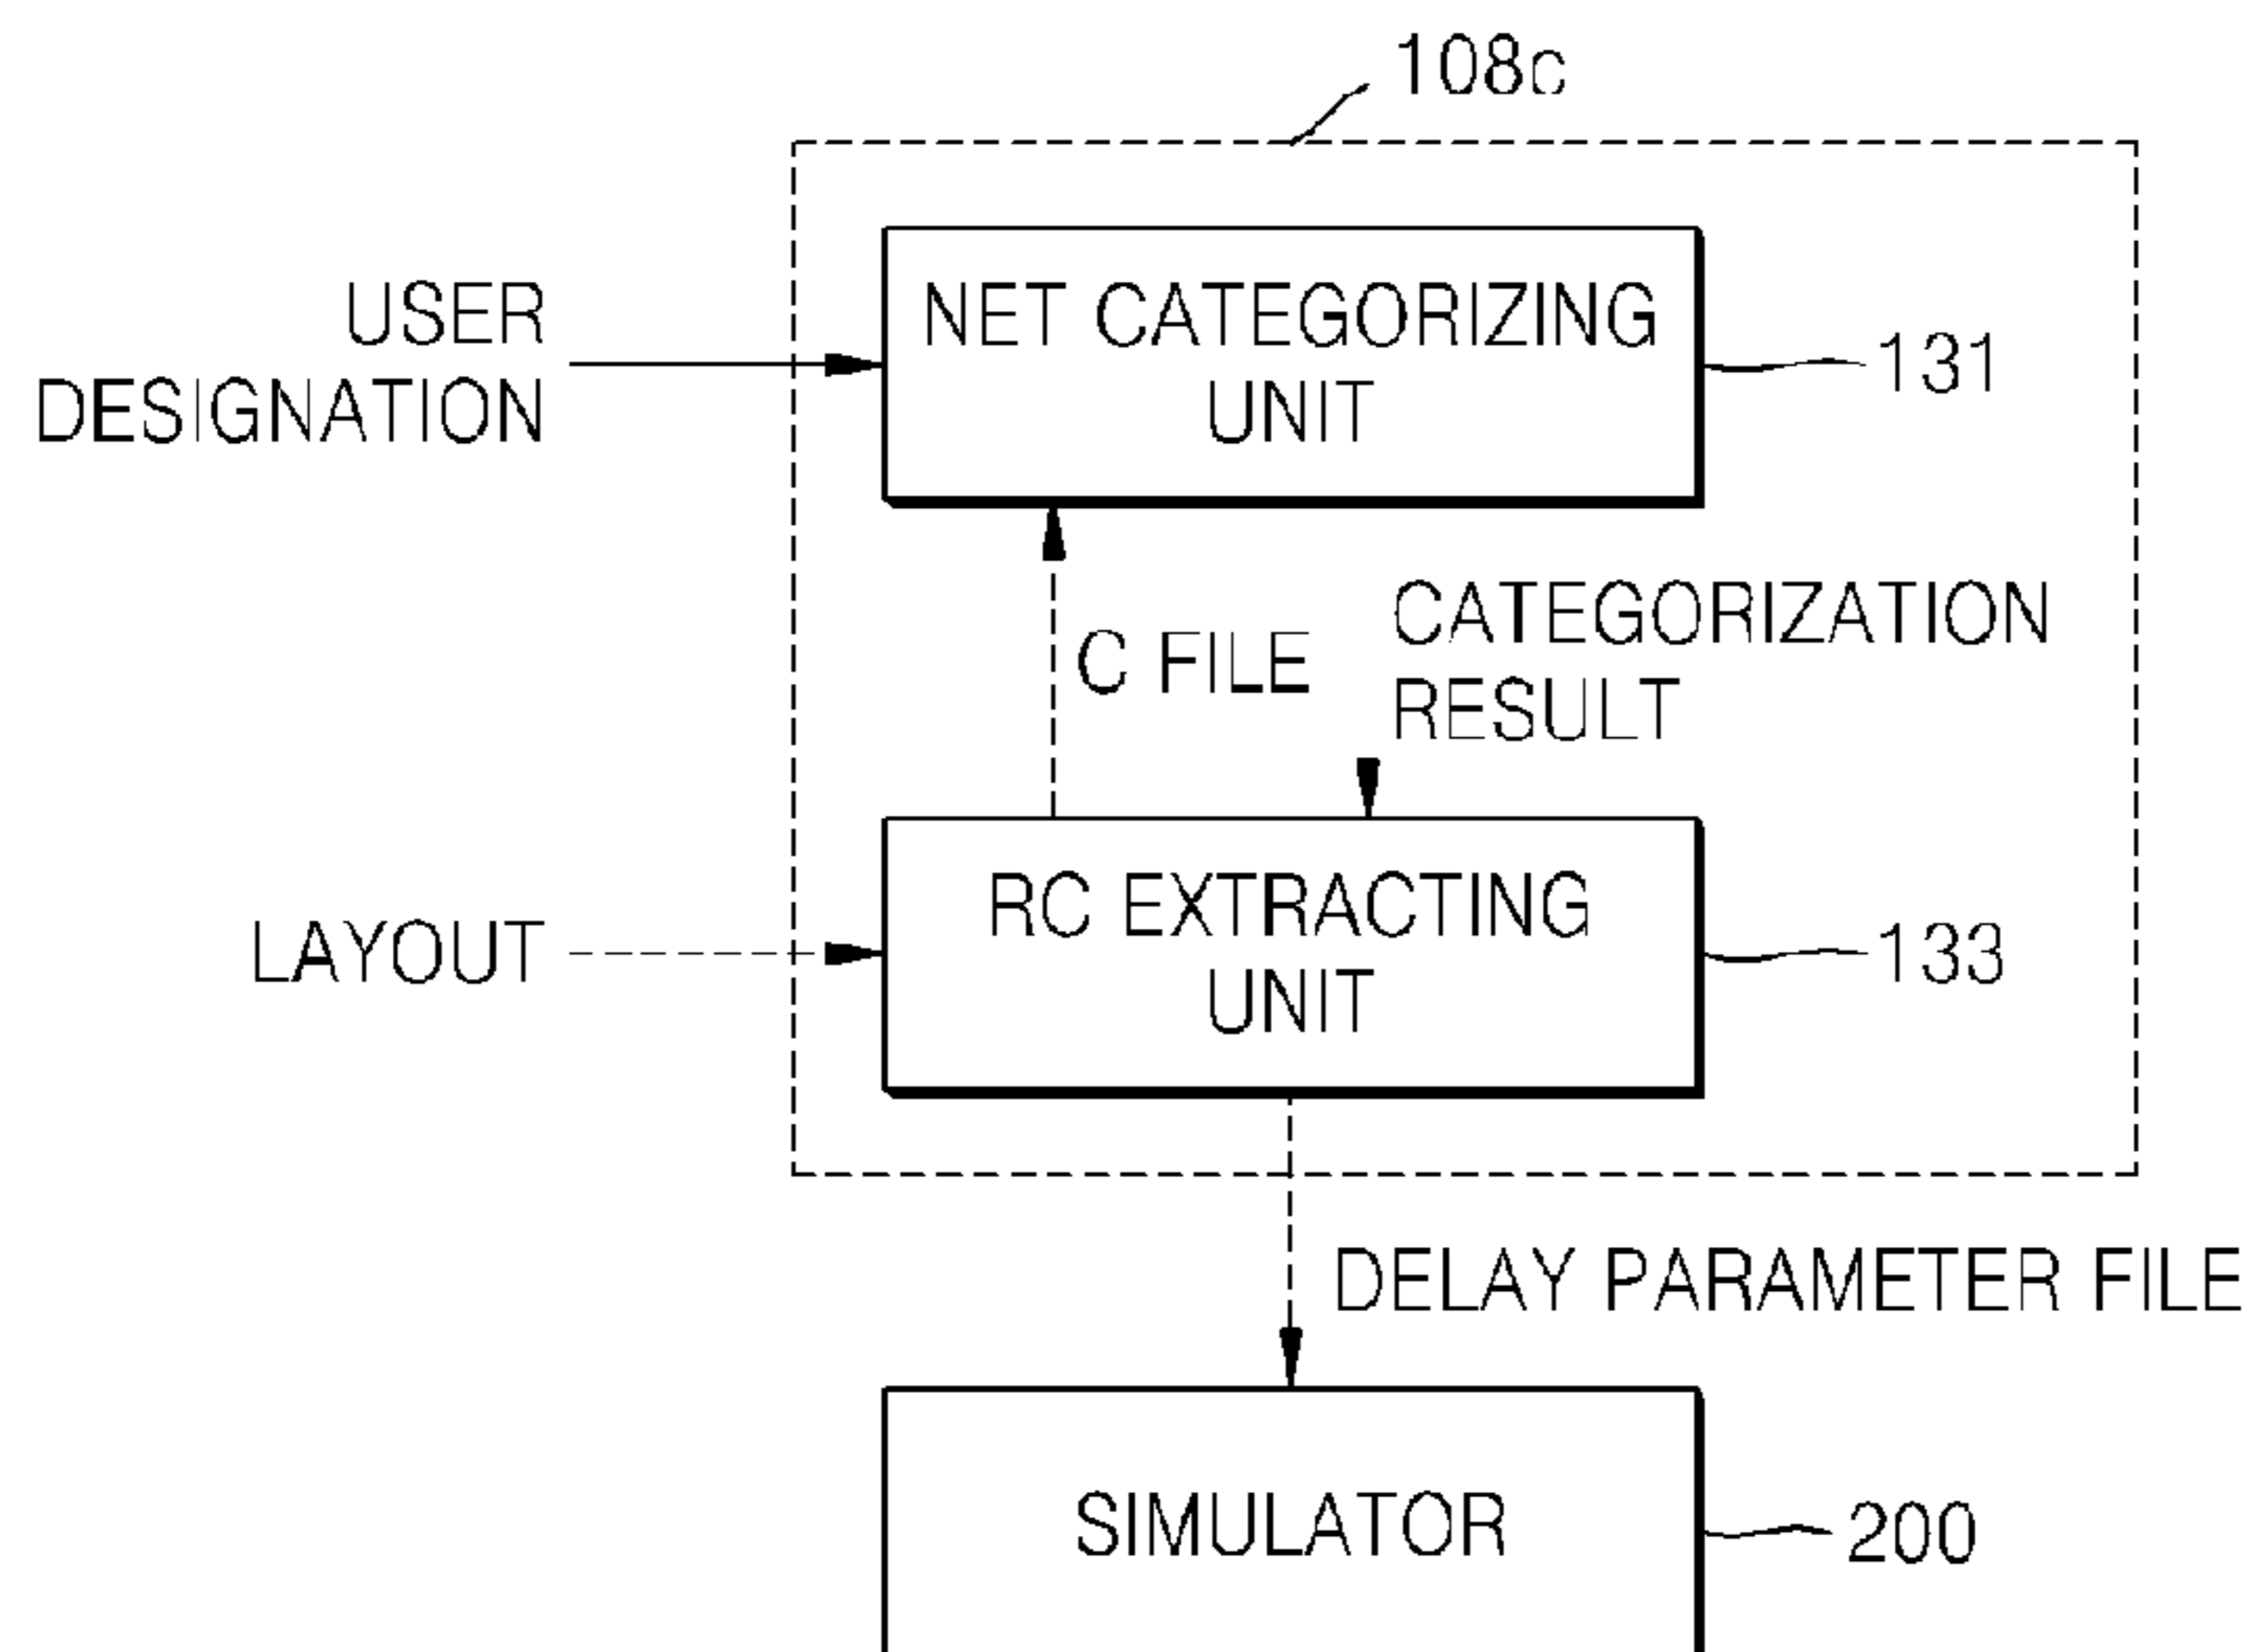 108c
USER
DESIGNATION
NET CATEGORIZING
UNIT
131
C FILE
CATEGORIZATION
RESULT
LAYOUT
RC EXTRACTING
UNIT
133
DELAY PARAMETER FILE
SIMULATOR
200